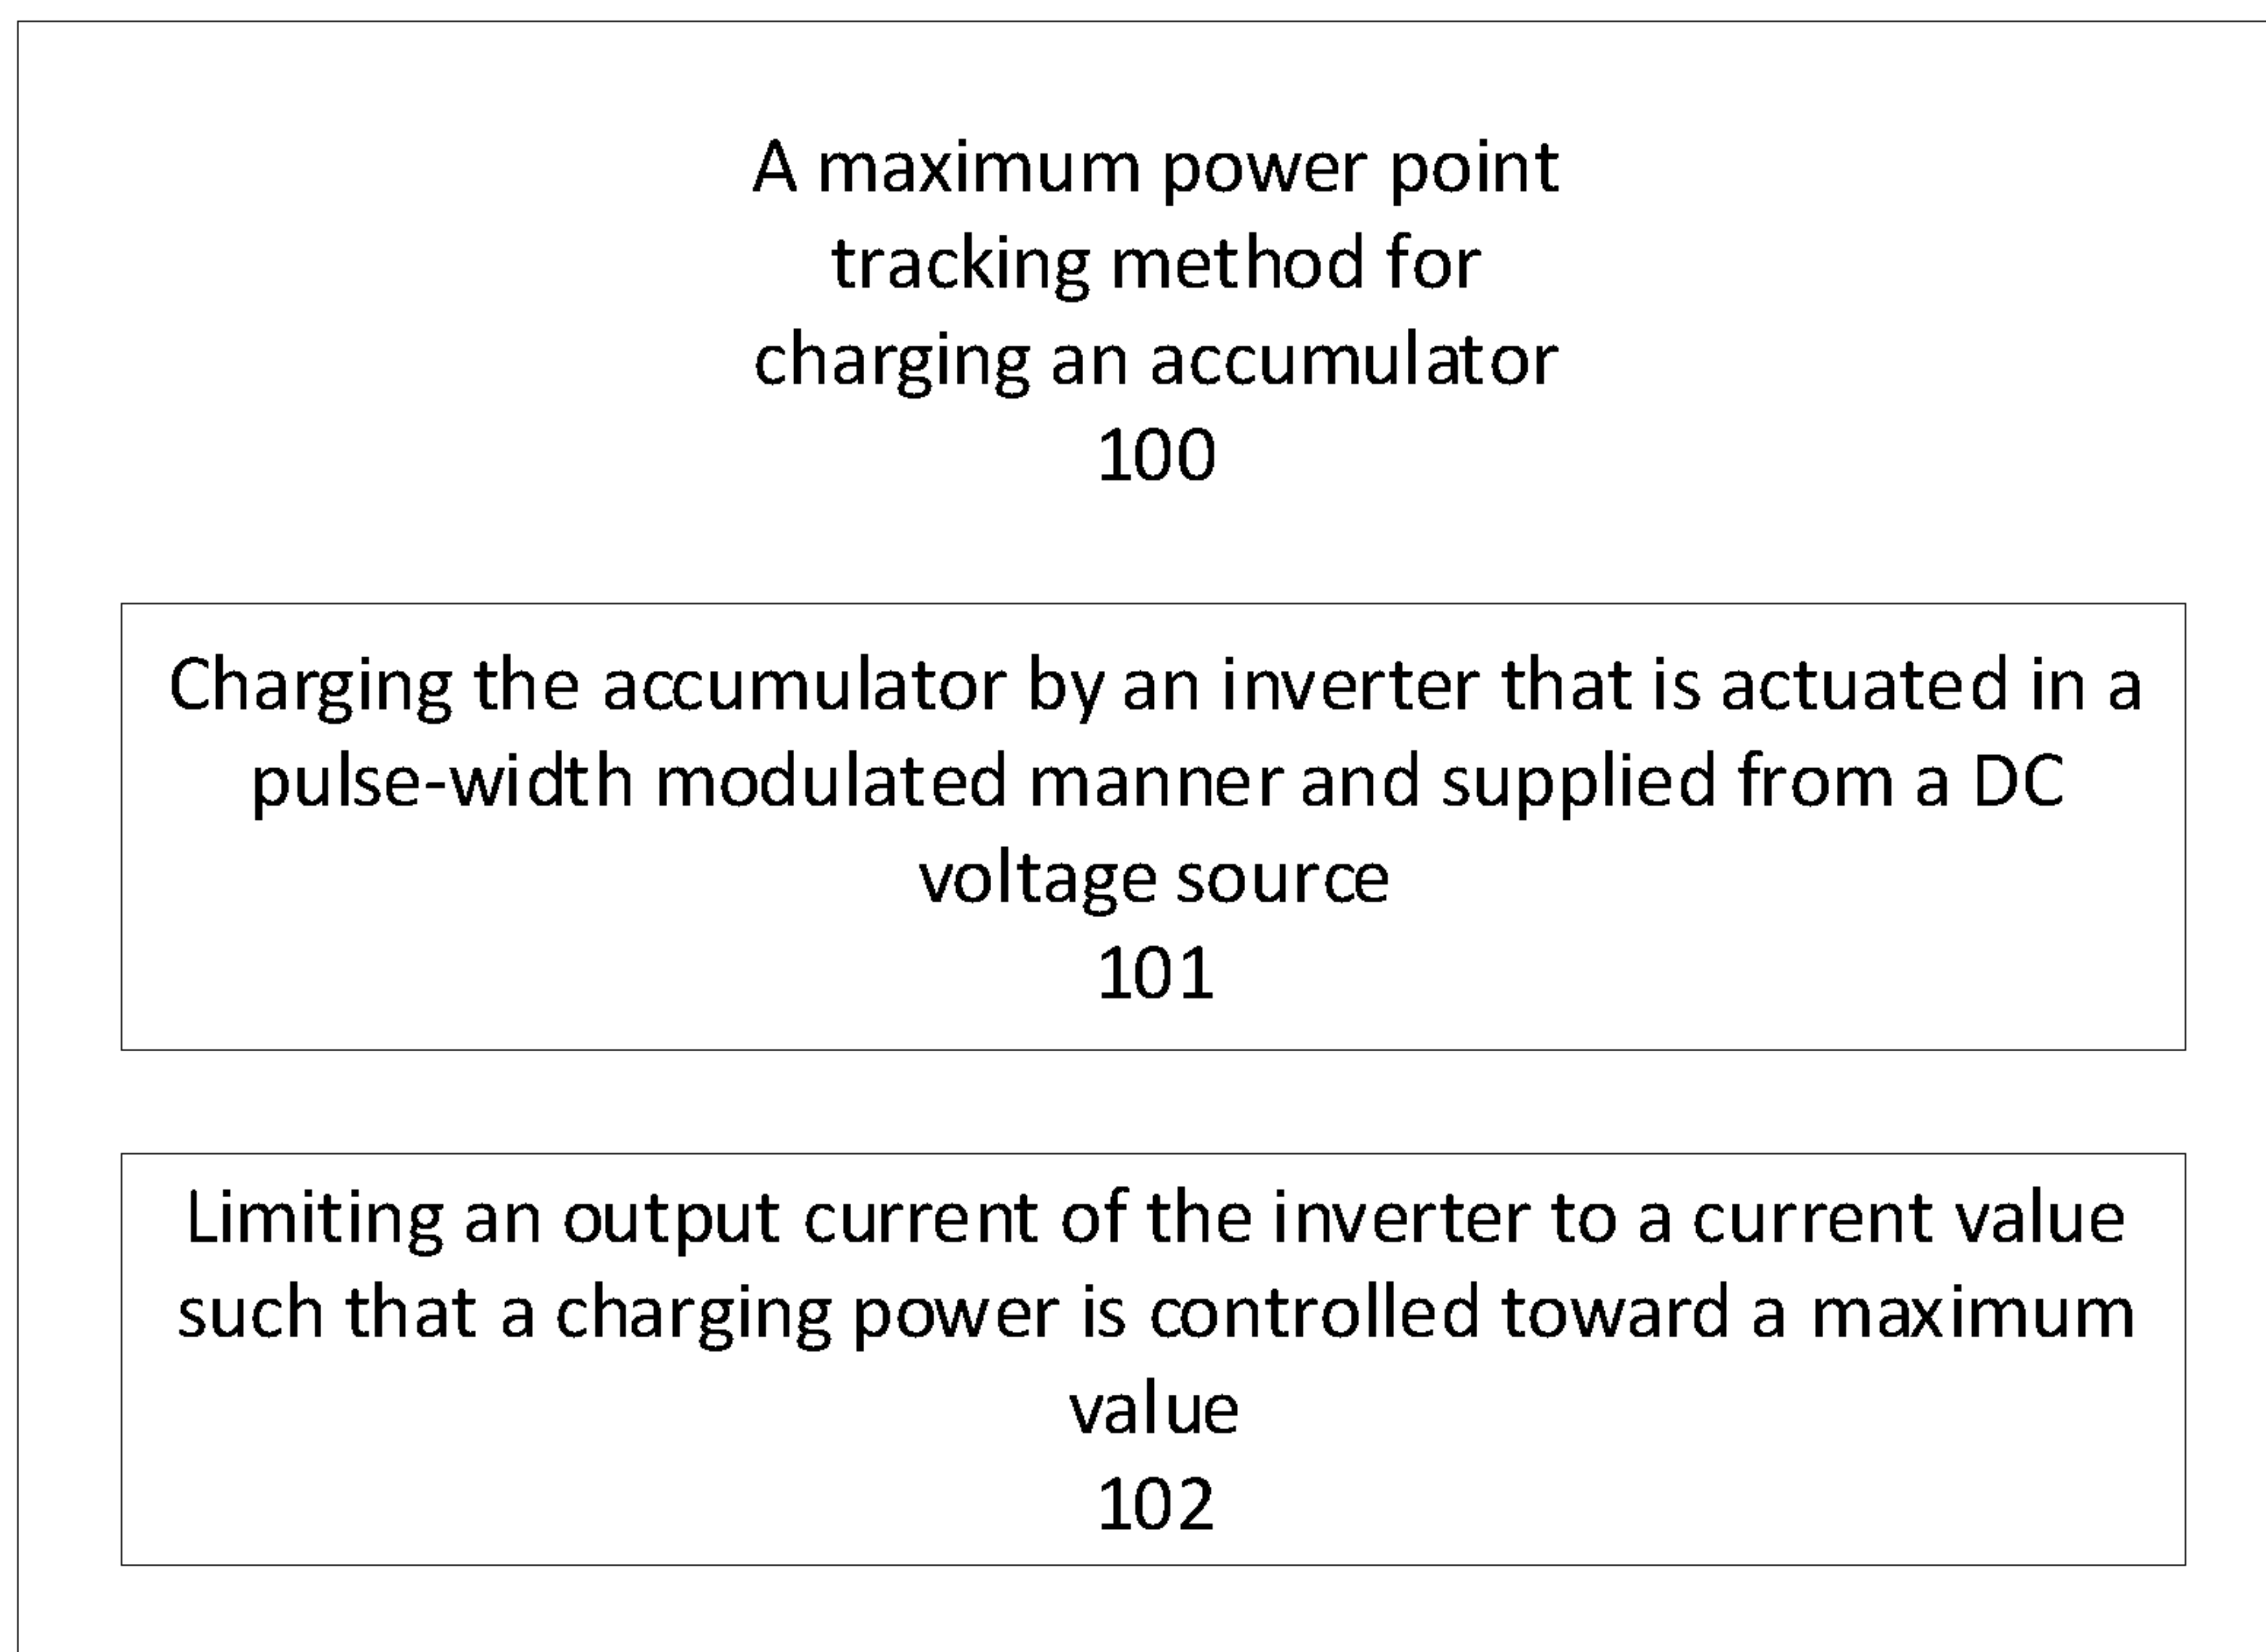 A maximum power point
tracking method for
charging an accumulator
100
Charging the accumulator by an inverter that is actuated in a
pulse-width modulated manner and supplied from a DC
voltage source
101
Limiting an output current of the inverter to a current value
such that a charging power is controlled toward a maximum
value
102